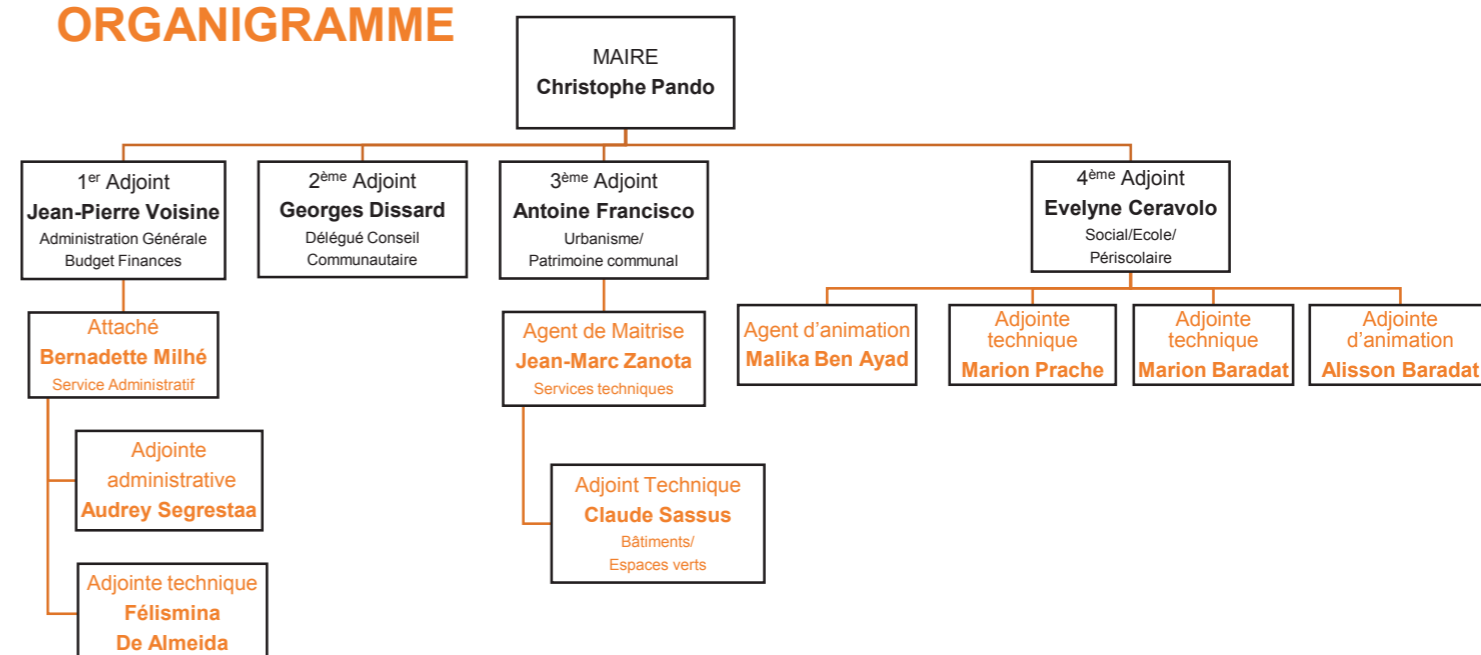 ORGANIGRAMME
MAIRE
Christophe Pando
1er Adjoint
Jean-Pierre Voisine
Administration Générale
Budget Finances
2ème Adjoint
Georges Dissard
Délégué Conseil
Communautaire
3ème Adjoint
Antoine Francisco
Urbanisme/
Patrimoine communal
4ème Adjoint
Evelyne Ceravolo
Social/Ecole/
Périscolaire
Attaché
Bernadette Milhé
Service Administratif
Agent de Maitrise
Jean-Marc Zanota
Services techniques
Agent d'animation
Malika Ben Ayad
Adjointe
technique
Marion Prache
Adjointe
technique
Marion Baradat
Adjointe
d'animation
Alisson Baradat
Adjointe
administrative
Audrey Segrestaa
Adjoint Technique
Claude Sassus
Bâtiments/
Espaces verts
Adjointe technique
Félismina
De Almeida